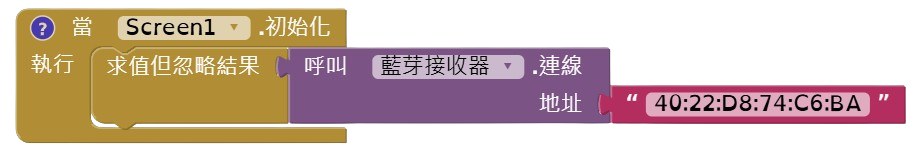 ? 當 Screen1 .初始化
執行 求值但忽略結果 呼叫 藍芽接收器 .連線
地址 “ 40:22:D8:74:C6:BA ”